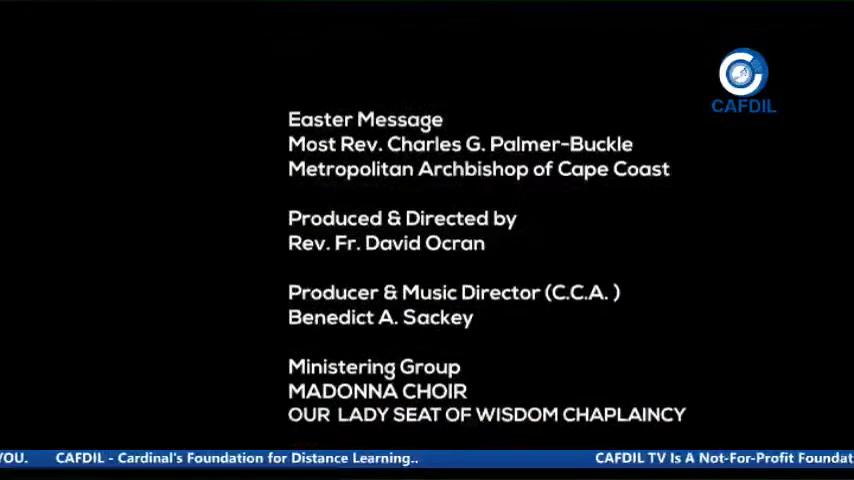 CAFDIL
Easter Message
Most Rev. Charles G. Palmer-Buckle
Metropolitan Archbishop of Cape Coast
Produced & Directed by
Rev. Fr. David Ocran
Producer & Music Director (C.C.A. )
Benedict A. Sackey
Ministering Group
MADONNA CHOIR
OUR LADY SEAT OF WISDOM CHAPLAINCY
YOU. CAFDIL - Cardinal's Foundation for Distance Learning.. CAFDIL TV Is A Not-For-Profit Foundat